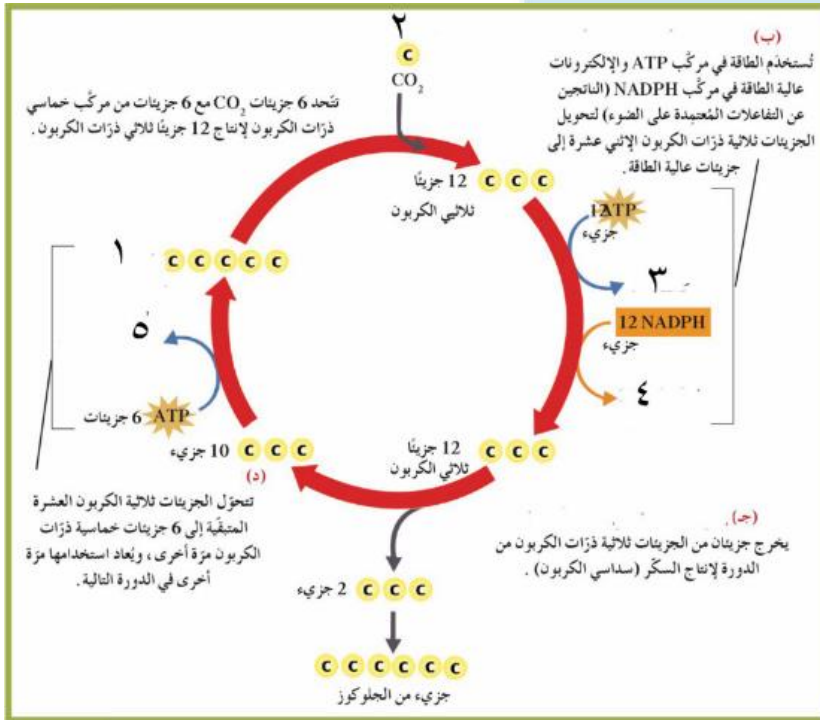 ٢
C
CO₂
تتّحد 6 جزيئات CO₂ مع 6 جزيئات من مركّب خماسي
ذرّات الكربون لإنتاج 12 جزيئًا ثلاثي ذرّات الكربون.
(ب)
تُستخدَم الطاقة في مركّب ATP والإلكترونات
عالية الطاقة في مركّب NADPH (الناتجين
عن التفاعلات المُعتمِدة على الضوء) لتحويل
الجزيئات ثلاثية ذرّات الكربون الإثني عشرة إلى
جزيئات عالية الطاقة.
12 جزيئًا C C C
ثلاثيي الكربون
12ATP
جزيء
٣
12 NADPH
جزيء
٤
١ C C C C C
٥
6 ATP جزيئات
10 جزيء C C C
12 جزيئًا C C C
ثلاثي الكربون
(د)
تتحوّل الجزيئات ثلاثية الكربون العشرة
المتبقّية إلى 6 جزيئات خماسية ذرّات
الكربون مرّة أخرى، ويُعاد استخدامها مرّة
أخرى في الدورة التالية.
(جـ)
يخرج جزيئان من الجزيئات ثلاثية ذرّات الكربون من
الدورة لإنتاج السكّر (سداسي الكربون).
2 جزيء C C C
C C C C C C
جزيء من الجلوكوز